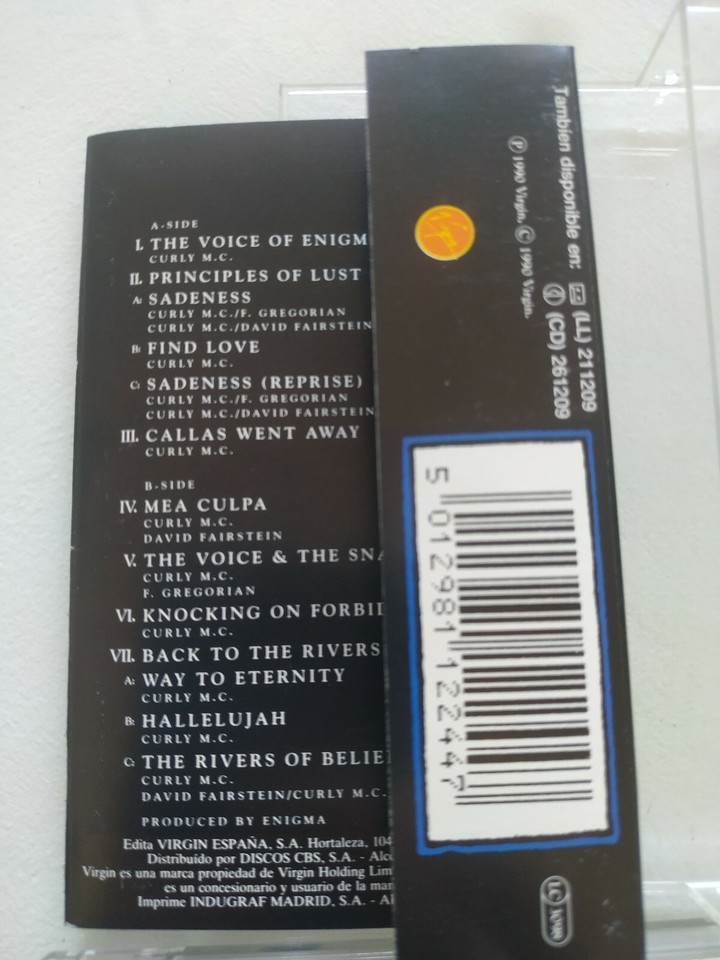 A-SIDE
I. THE VOICE OF ENIGM
CURLY M.C.
II. PRINCIPLES OF LUST
A: SADENESS
CURLY M.C./F. GREGORIAN
CURLY M.C./DAVID FAIRSTEIN
B: FIND LOVE
CURLY M.C.
C: SADENESS (REPRISE)
CURLY M.C./F. GREGORIAN
CURLY M.C./DAVID FAIRSTEIN
III. CALLAS WENT AWAY
CURLY M.C.
B-SIDE
IV. MEA CULPA
CURLY M.C.
DAVID FAIRSTEIN
V. THE VOICE & THE SNA
CURLY M.C.
F. GREGORIAN
VI. KNOCKING ON FORBID
CURLY M.C.
VII. BACK TO THE RIVERS
A: WAY TO ETERNITY
CURLY M.C.
B: HALLELUJAH
CURLY M.C.
C: THE RIVERS OF BELIE
CURLY M.C.
DAVID FAIRSTEIN/CURLY M.C.
PRODUCED BY ENIGMA
Edita VIRGIN ESPAÑA, S.A. Hortaleza, 104
Distribuído por DISCOS CBS, S.A. - Alc
Virgin es una marca propiedad de Virgin Holding Lim
es un concesionario y usuario de la mar
Imprime INDUGRAF MADRID, S.A. - A
Tambien disponible en: (LL) 211209
(CD) 261209
℗ 1990 Virgin. © 1990 Virgin.
Virgin
5 012981 122447
LC 3098